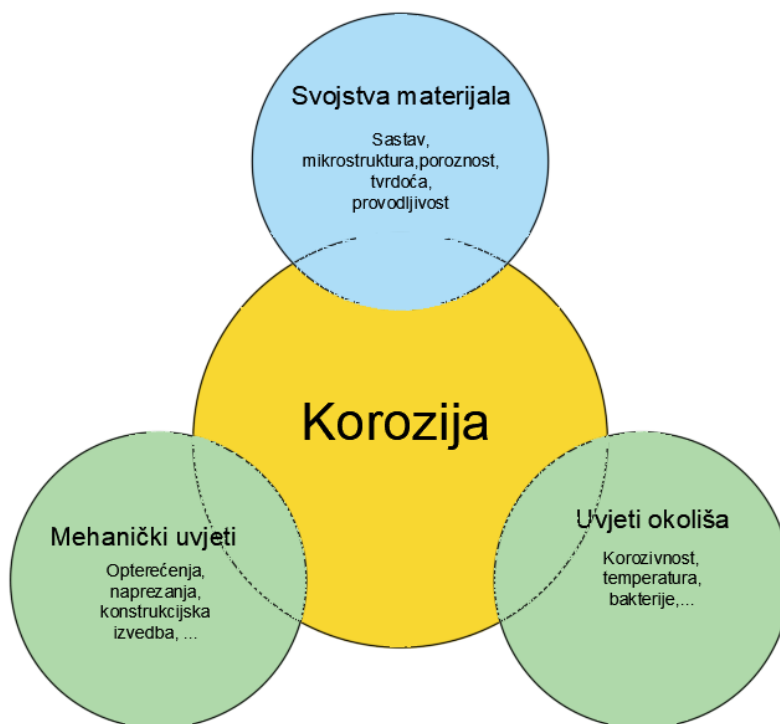 Svojstva materijala
Sastav,
mikrostruktura,poroznost,
tvrdoća,
provodljivost
Korozija
Mehanički uvjeti
Opterećenja,
naprezanja,
konstrukcijska
izvedba, ...
Uvjeti okoliša
Korozivnost,
temperatura,
bakterije,...